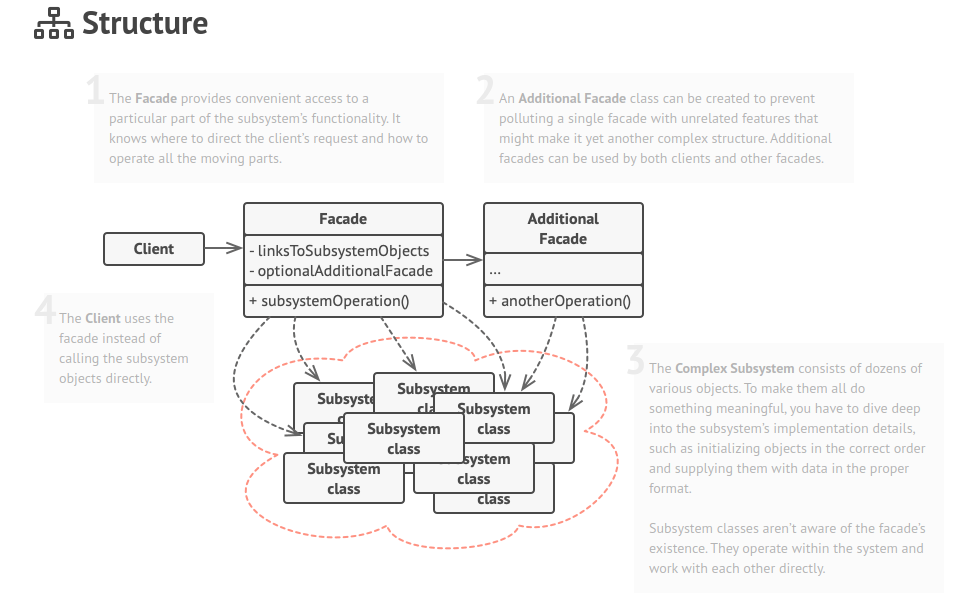 Structure
1
The Facade provides convenient access to a
particular part of the subsystem's functionality. It
knows where to direct the client's request and how to
operate all the moving parts.
2
An Additional Facade class can be created to prevent
polluting a single facade with unrelated features that
might make it yet another complex structure. Additional
facades can be used by both clients and other facades.
Client
Facade
- linksToSubsystemObjects
- optionalAdditionalFacade
+ subsystemOperation()
Additional
Facade
...
+ anotherOperation()
4
The Client uses the
facade instead of
calling the subsystem
objects directly.
3
The Complex Subsystem consists of dozens of
various objects. To make them all do
something meaningful, you have to dive deep
into the subsystem's implementation details,
such as initializing objects in the correct order
and supplying them with data in the proper
format.
Subsystem classes aren't aware of the facade's
existence. They operate within the system and
work with each other directly.
Subsystem
Subsystem
class
Subsystem
class
Subsystem
class
class
class